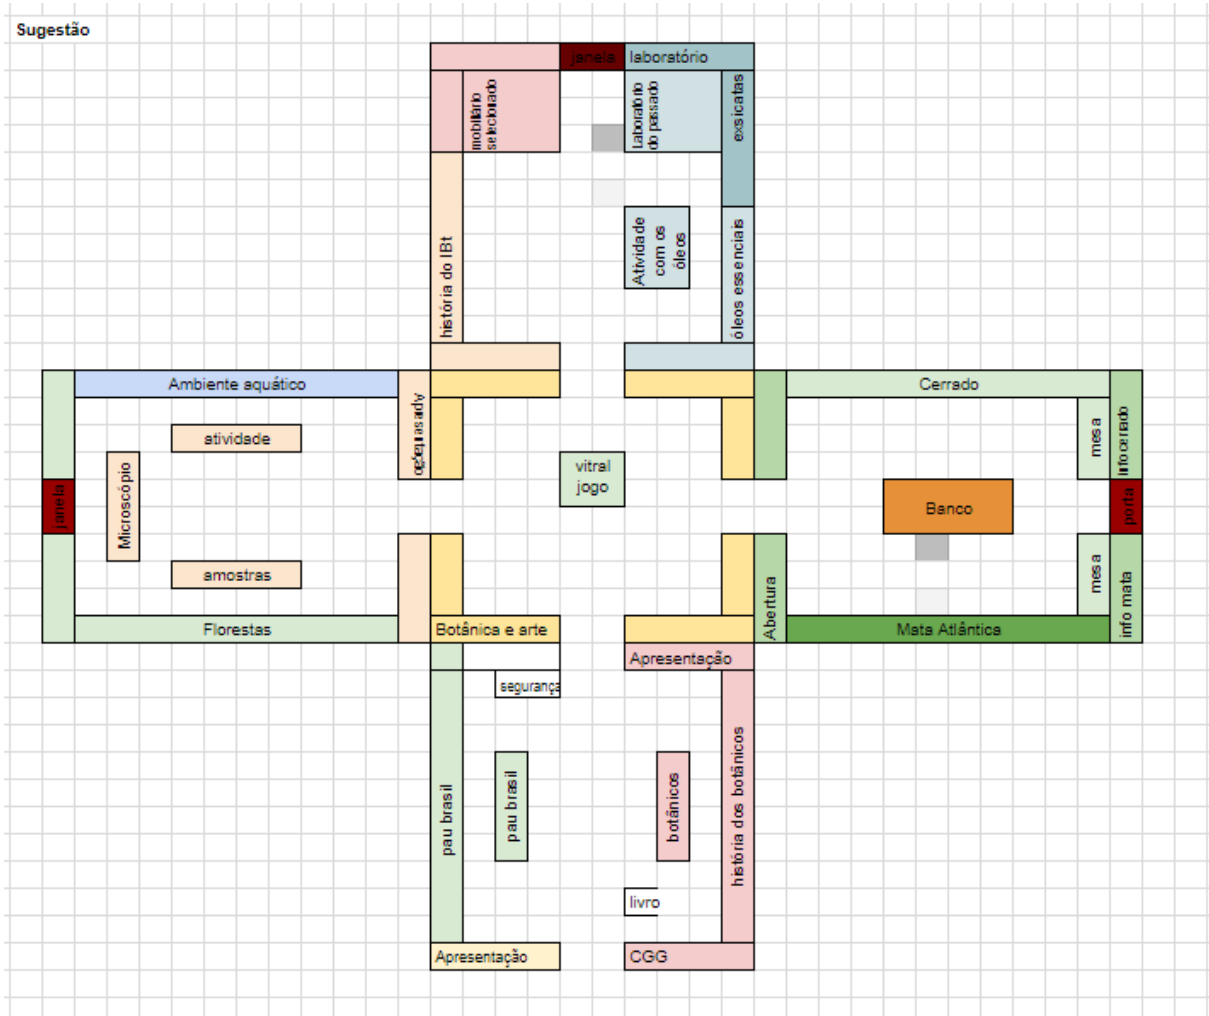 Sugestão
janela
laboratório
mobiliário
selecionado
Laboratório
do passado
exsicatas
história do IBt
Atividade
com os
óleos
óleos essenciais
Ambiente aquático
Apresentação
Cerrado
atividade
Microscópio
janela
amostras
Florestas
vitral
jogo
mesa
Infocerrado
Banco
porta
mesa
info mata
Abertura
Mata Atlântica
Botânica e arte
Apresentação
segurança
pau brasil
pau brasil
botânicos
história dos botânicos
livro
Apresentação
CGG